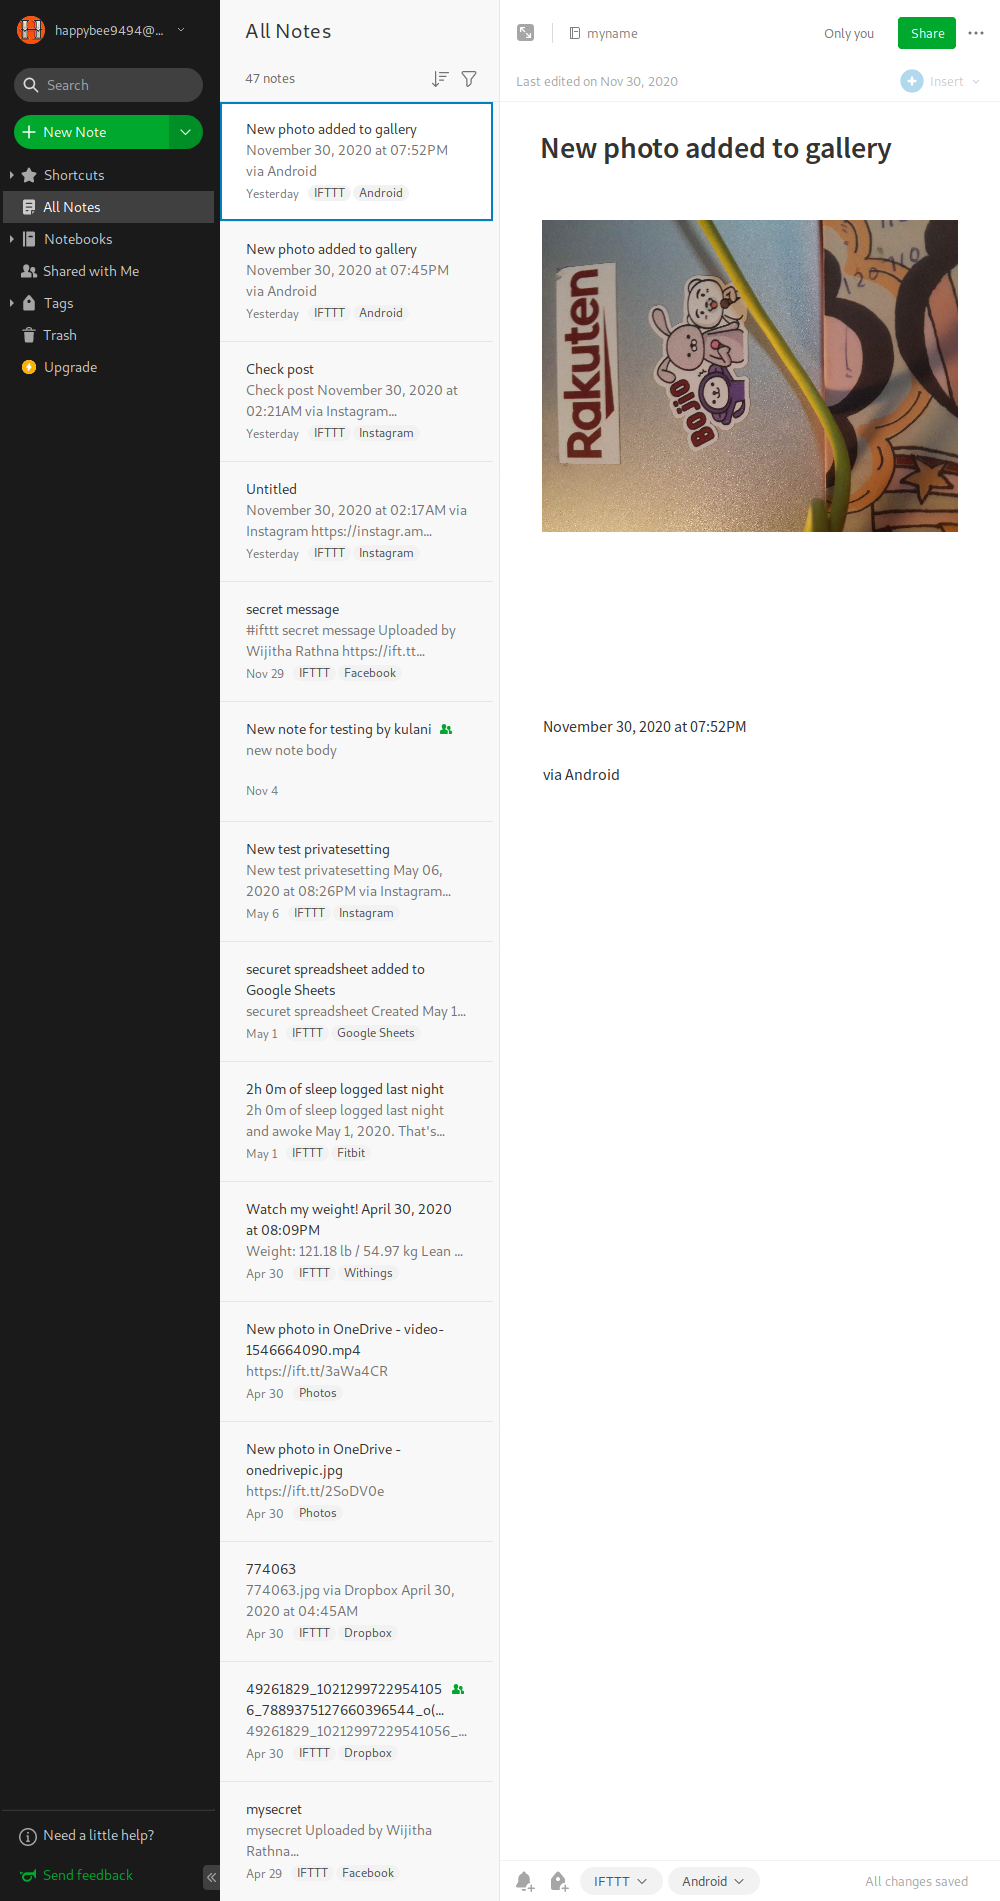 happybee9494@...
Search
New Note
Shortcuts
All Notes
Notebooks
Shared with Me
Tags
Trash
Upgrade
Need a little help?
Send feedback
All Notes
47 notes
New photo added to gallery
November 30, 2020 at 07:52PM
via Android
Yesterday IFTTT Android
New photo added to gallery
November 30, 2020 at 07:45PM
via Android
Yesterday IFTTT Android
Check post
Check post November 30, 2020 at
02:21AM via Instagram...
Yesterday IFTTT Instagram
Untitled
November 30, 2020 at 02:17AM via
Instagram https://instagr.am...
Yesterday IFTTT Instagram
secret message
#ifttt secret message Uploaded by
Wijitha Rathna https://ift.tt...
Nov 29 IFTTT Facebook
New note for testing by kulani
new note body
Nov 4
New test privatesetting
New test privatesetting May 06,
2020 at 08:26PM via Instagram...
May 6 IFTTT Instagram
securet spreadsheet added to
Google Sheets
securet spreadsheet Created May 1...
May 1 IFTTT Google Sheets
2h 0m of sleep logged last night
2h 0m of sleep logged last night
and awoke May 1, 2020. That's...
May 1 IFTTT Fitbit
Watch my weight! April 30, 2020
at 08:09PM
Weight: 121.18 lb / 54.97 kg Lean ...
Apr 30 IFTTT Withings
New photo in OneDrive - video-
1546664090.mp4
https://ift.tt/3aWa4CR
Apr 30 Photos
New photo in OneDrive -
onedrivepic.jpg
https://ift.tt/2SoDV0e
Apr 30 Photos
774063
774063.jpg via Dropbox April 30,
2020 at 04:45AM
Apr 30 IFTTT Dropbox
49261829_1021299722954105
6_7889375127660396544_o(...
49261829_10212997229541056_...
Apr 30 IFTTT Dropbox
mysecret
mysecret Uploaded by Wijitha
Rathna...
Apr 29 IFTTT Facebook
myname
Only you
Share
Last edited on Nov 30, 2020
Insert
New photo added to gallery
Rakuten
BOjio
November 30, 2020 at 07:52PM
via Android
IFTTT
Android
All changes saved